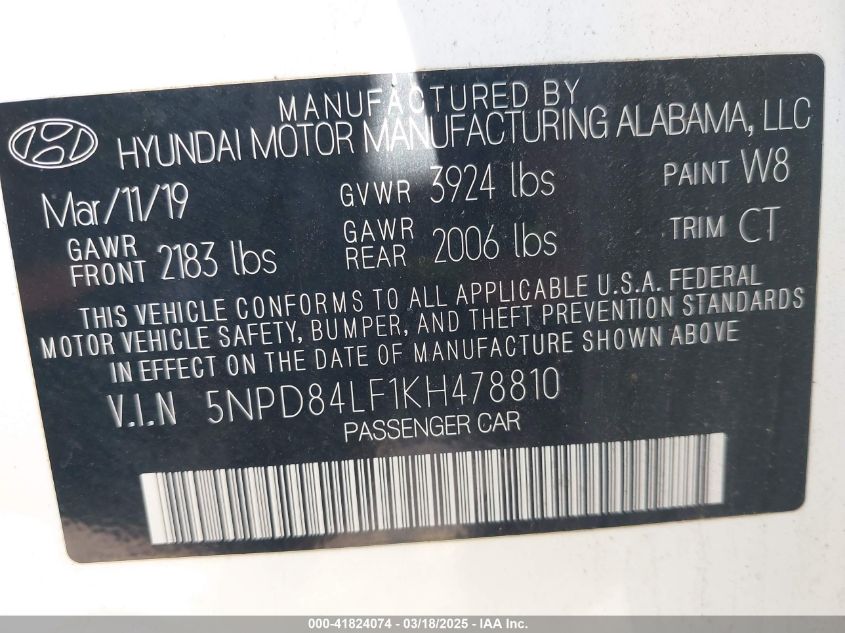 MANUFACTURED BY
HYUNDAI MOTOR MANUFACTURING ALABAMA, LLC
Mar/11/19 GVWR 3924 lbs PAINT W8
GAWR FRONT 2183 lbs GAWR REAR 2006 lbs TRIM CT
THIS VEHICLE CONFORMS TO ALL APPLICABLE U.S.A. FEDERAL
MOTOR VEHICLE SAFETY, BUMPER, AND THEFT PREVENTION STANDARDS
IN EFFECT ON THE DATE OF MANUFACTURE SHOWN ABOVE
V.I.N 5NPD84LF1KH478810
PASSENGER CAR
000-41824074 / 03/18/2025 - IAA Inc.